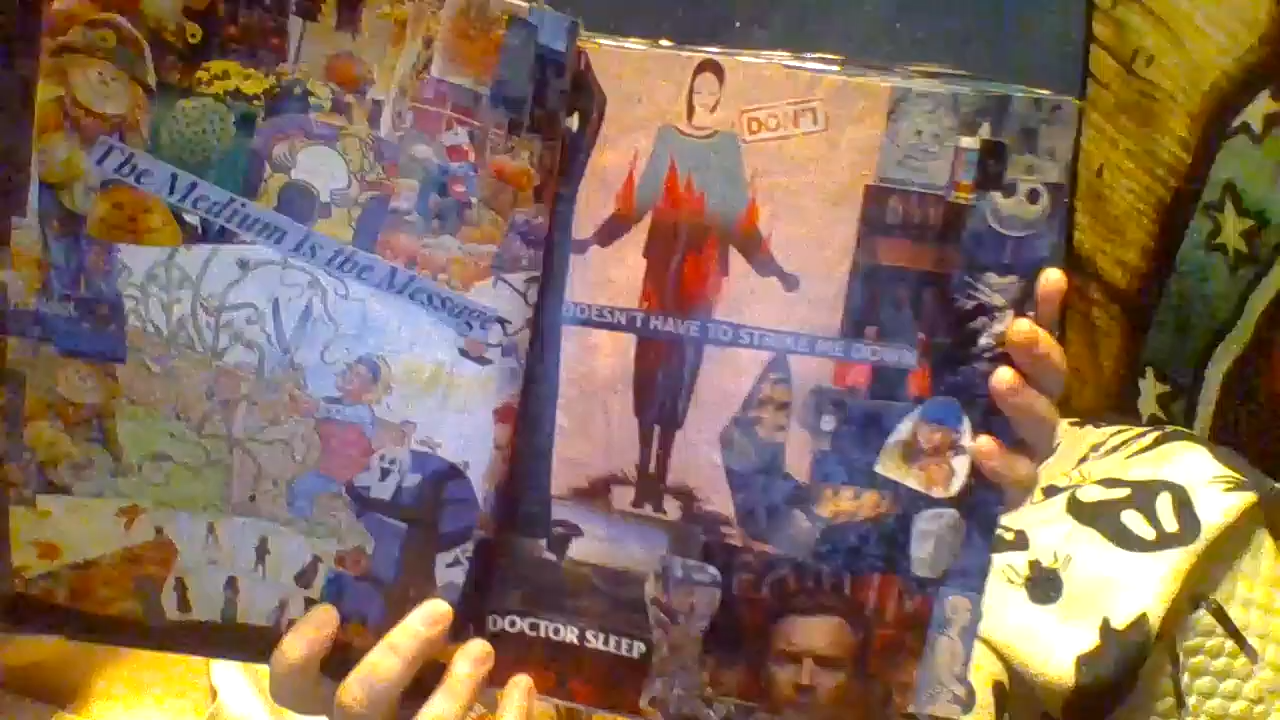 The Medium Is the Message
DON'T
DOESN'T HAVE TO STRIKE ME DOWN
DOCTOR SLEEP